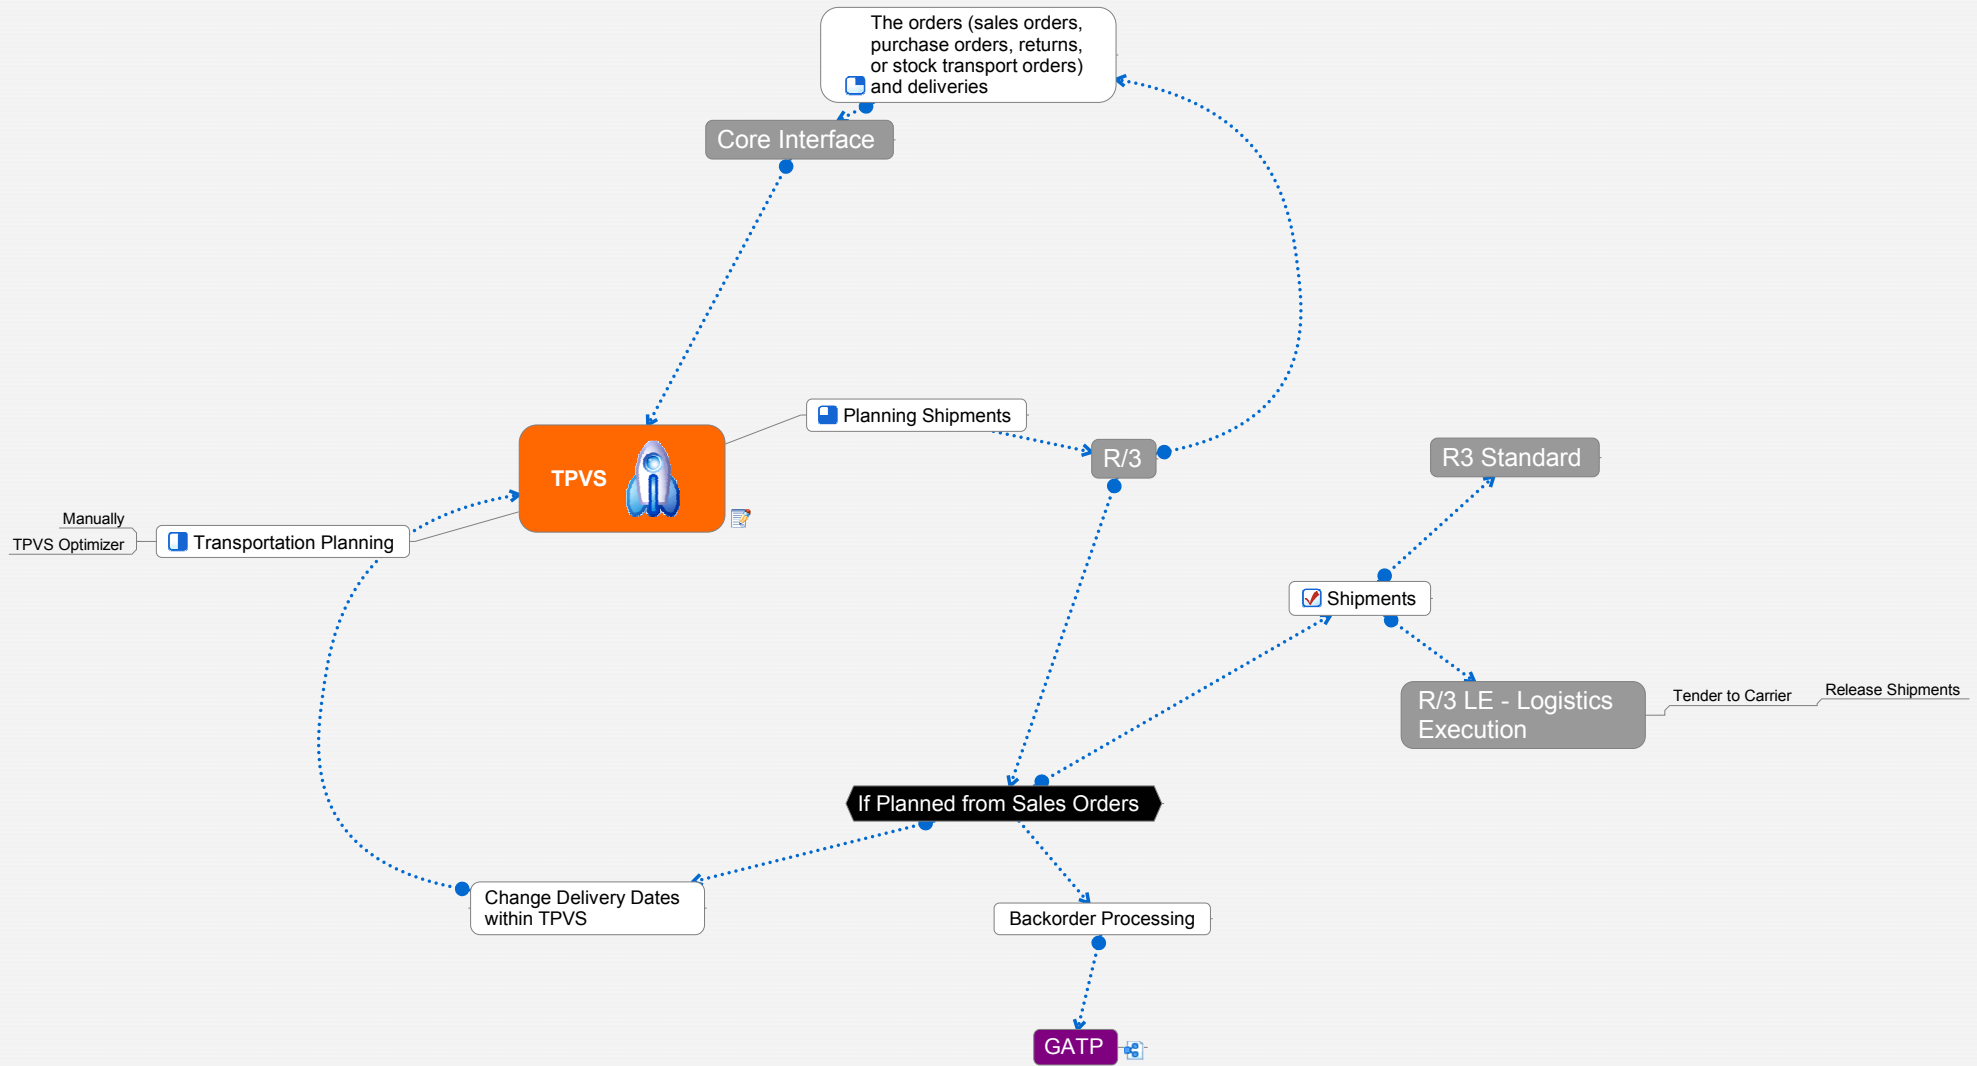 The orders (sales orders,
purchase orders, returns,
or stock transport orders)
and deliveries
Core Interface
Planning Shipments
R/3
R3 Standard
TPVS
Manually
TPVS Optimizer
Transportation Planning
Shipments
R/3 LE - Logistics
Execution
Tender to Carrier
Release Shipments
If Planned from Sales Orders
Change Delivery Dates
within TPVS
Backorder Processing
GATP